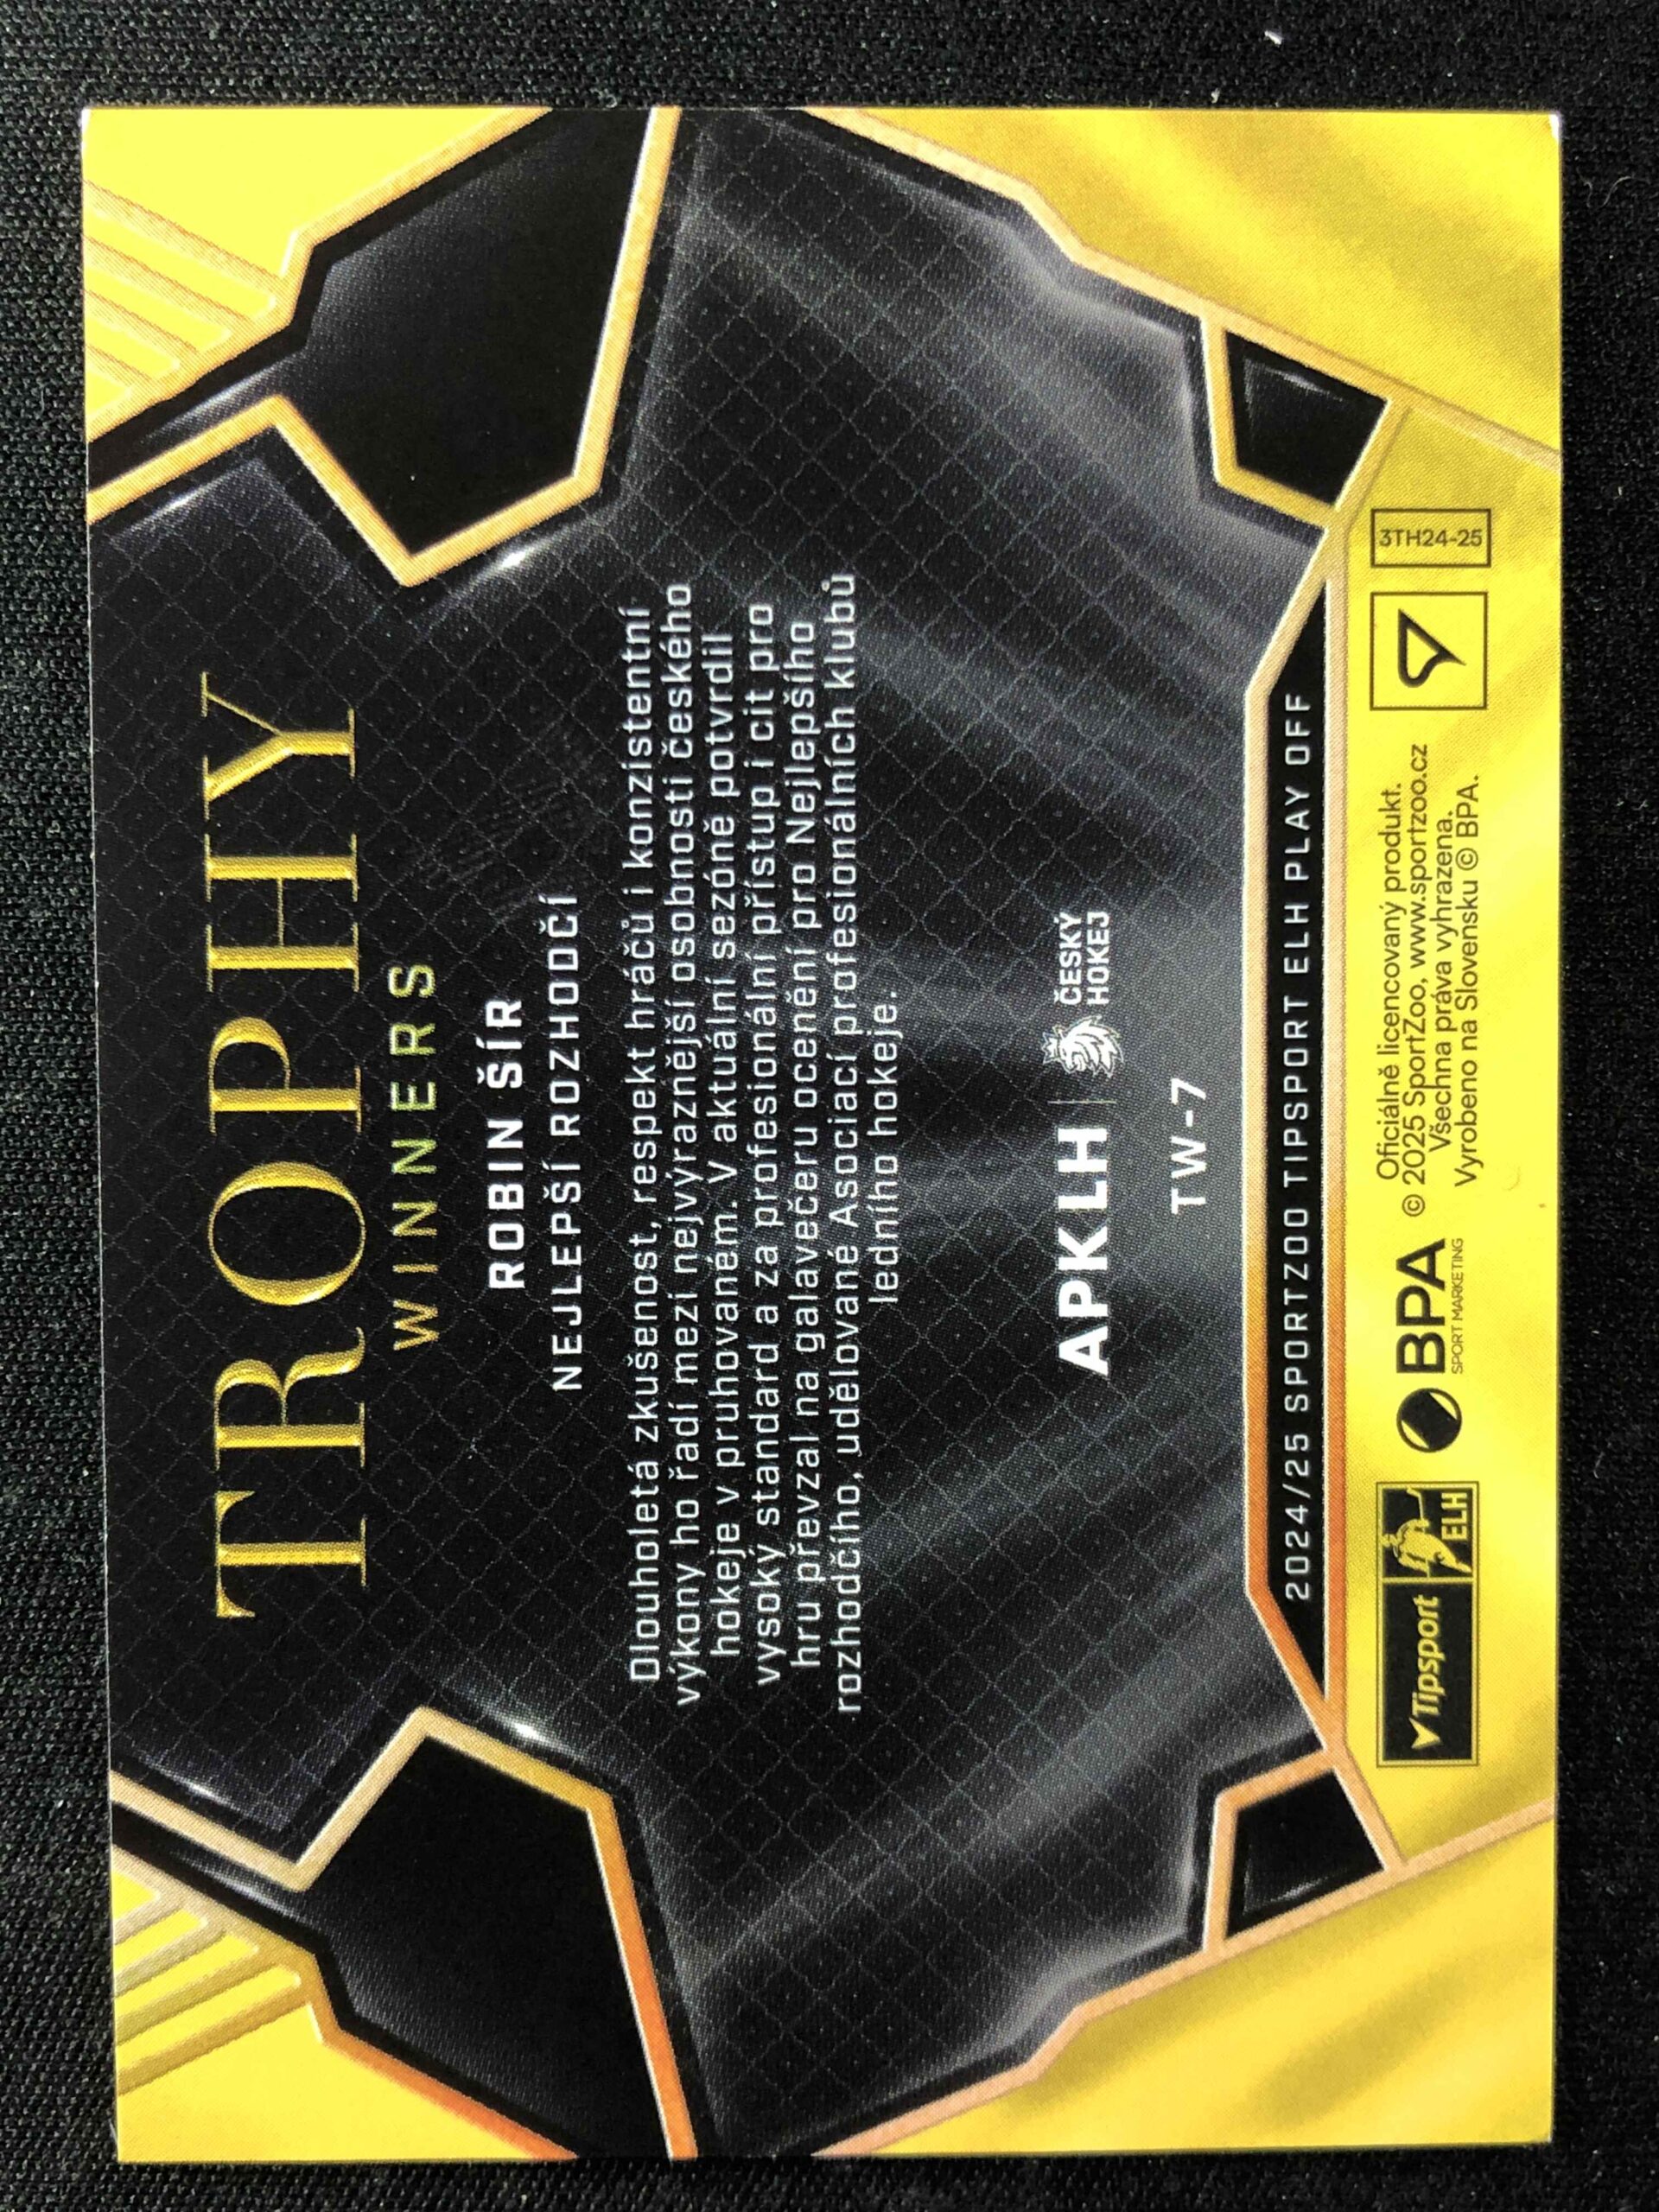 TROPHY
WINNERS
ROBIN ŠÍR
NEJLEPŠÍ ROZHODČÍ
Dlouholetá zkušenost, respekt hráčů i konzistentní
výkony ho řadí mezi nejvýraznější osobnosti českého
hokeje v pruhovaném. V aktuální sezóně potvrdil
vysoký standard a za profesionální přístup i cit pro
hru převzal na galavečeru ocenění pro Nejlepšího
rozhodčího, udělované Asociací profesionálních klubů
ledního hokeje.
APKLH | ČESKÝ
HOKEJ
TW-7
2024/25 SPORTZOO TIPSPORT ELH PLAY OFF
Tipsport ELH
BPA
SPORT MARKETING
Oficiálně licencovaný produkt.
© 2025 SportZoo, www.sportzoo.cz
Všechna práva vyhrazena.
Vyrobeno na Slovensku © BPA.
3TH24-25